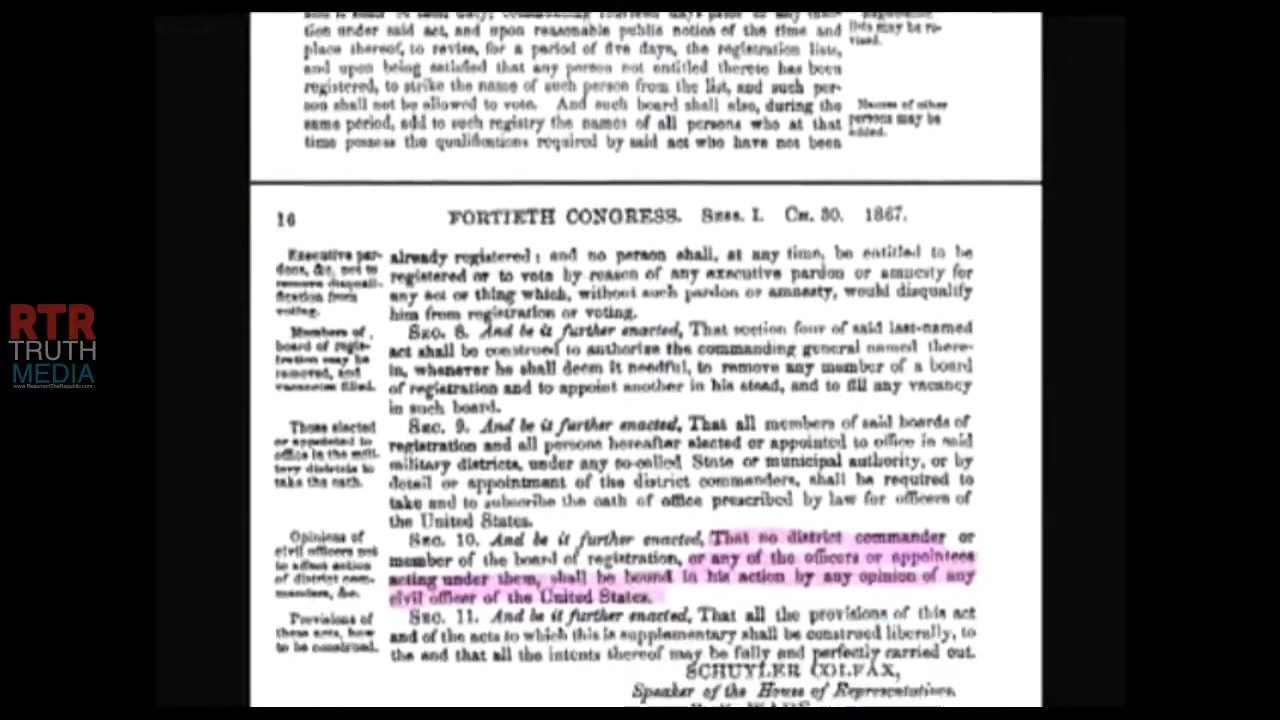 Gon under said act, and upon reasonable public notice of the time and
place thereof, to revise, for a period of five days, the registration lists,
and upon being satisfied that any person not entitled thereto has been
registered, to strike the name of such person from the list, and such per-
son shall not be allowed to vote. And such board shall also, during the
same period, add to such registry the names of all persons who at that
time possess the qualifications required by said act who have not been
lists may be re-
vised.
Names of other
persons may be
added.
16 FORTIETH CONGRESS. SESS. I. CH. 30. 1867.
Executive par-
dons, &c. not to
remove disquali-
fication from
voting.
already registered; and no person shall, at any time, be entitled to be
registered or to vote by reason of any executive pardon or amnesty for
any act or thing which, without such pardon or amnesty, would disqualify
him from registration or voting.
Members of
board of regis-
tration may be
removed, and
vacancies filled.
SEC. 8. And be it further enacted, That section four of said last-named
act shall be construed to authorize the commanding general named there-
in, whenever he shall deem it needful, to remove any member of a board
of registration and to appoint another in his stead, and to fill any vacancy
in such board.
Those elected
or appointed to
office in the mili-
tary districts to
take the oath.
SEC. 9. And be it further enacted, That all members of said boards of
registration and all persons hereafter elected or appointed to office in said
military districts, under any so-called State or municipal authority, or by
detail or appointment of the district commanders, shall be required to
take and to subscribe the oath of office prescribed by law for officers of
the United States.
Opinions of
civil officers not
to affect action
of district com-
manders, &c.
SEC. 10. And be it further enacted, That no district commander or
member of the board of registration, or any of the officers or appointees
acting under them, shall be bound in his action by any opinion of any
civil officer of the United States.
Provisions of
these acts, how
to be construed.
SEC. 11. And be it further enacted, That all the provisions of this act
and of the acts to which this is supplementary shall be construed liberally, to
the end that all the intents thereof may be fully and perfectly carried out.
SCHUYLER COLFAX,
Speaker of the House of Representatives.
RTR
TRUTH
MEDIA
www.ResurrectTheRepublic.com